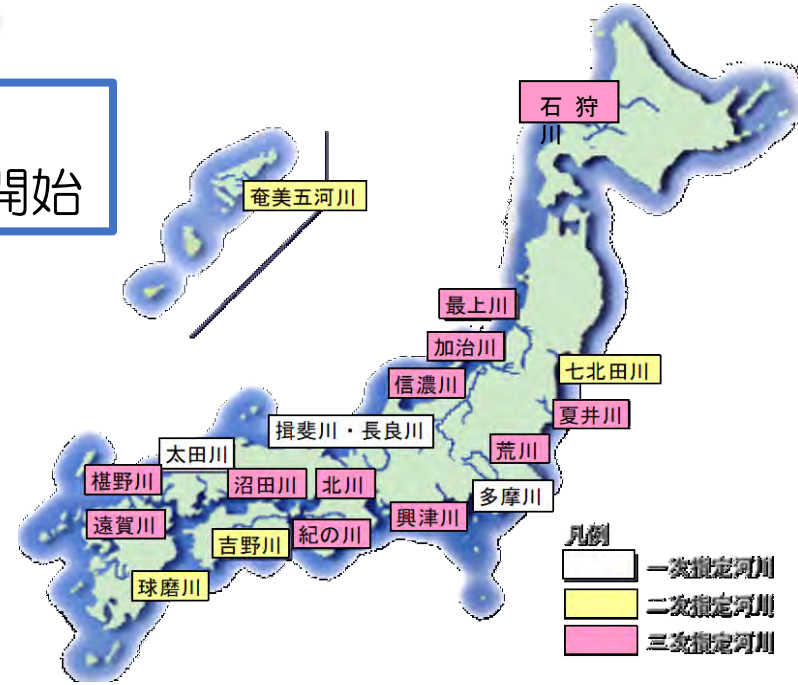 開始
石 狩
川
奄美五河川
最上川
加治川
七北田川
信濃川
夏井川
揖斐川・長良川
荒川
太田川
椹野川
沼田川
北川
多摩川
遠賀川
興津川
紀の川
吉野川
球磨川
凡例
一次指定河川
二次指定河川
三次指定河川